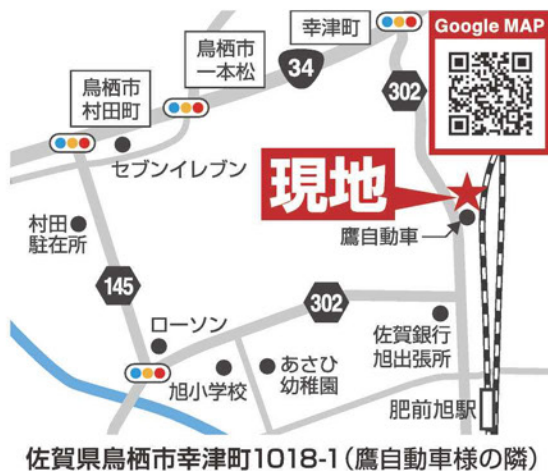 Google MAP
幸津町
鳥栖市
一本松
34
302
鳥栖市
村田町
セブンイレブン
現地
村田
駐在所
鷹自動車
145
302
ローソン
佐賀銀行
旭出張所
旭小学校
あさひ
幼稚園
肥前旭駅
佐賀県鳥栖市幸津町1018-1(鷹自動車様の隣)